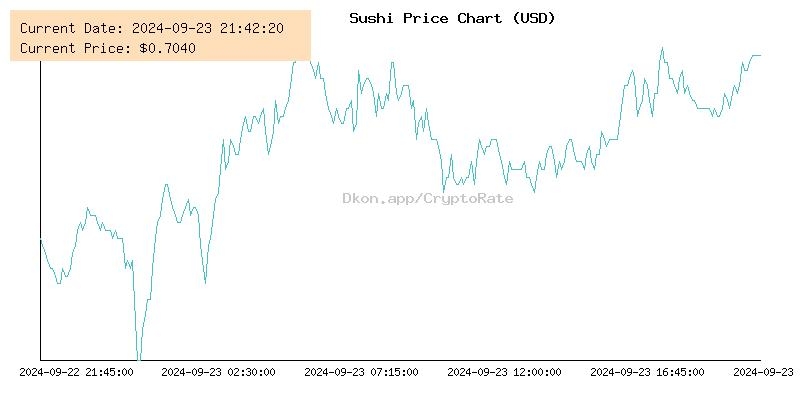 Sushi Price Chart (USD)
Current Date: 2024-09-23 21:42:20
Current Price: $0.7040
Dkon.app/CryptoRate
2024-09-22 21:45:00 2024-09-23 02:30:00 2024-09-23 07:15:00 2024-09-23 12:00:00 2024-09-23 16:45:00 2024-09-23